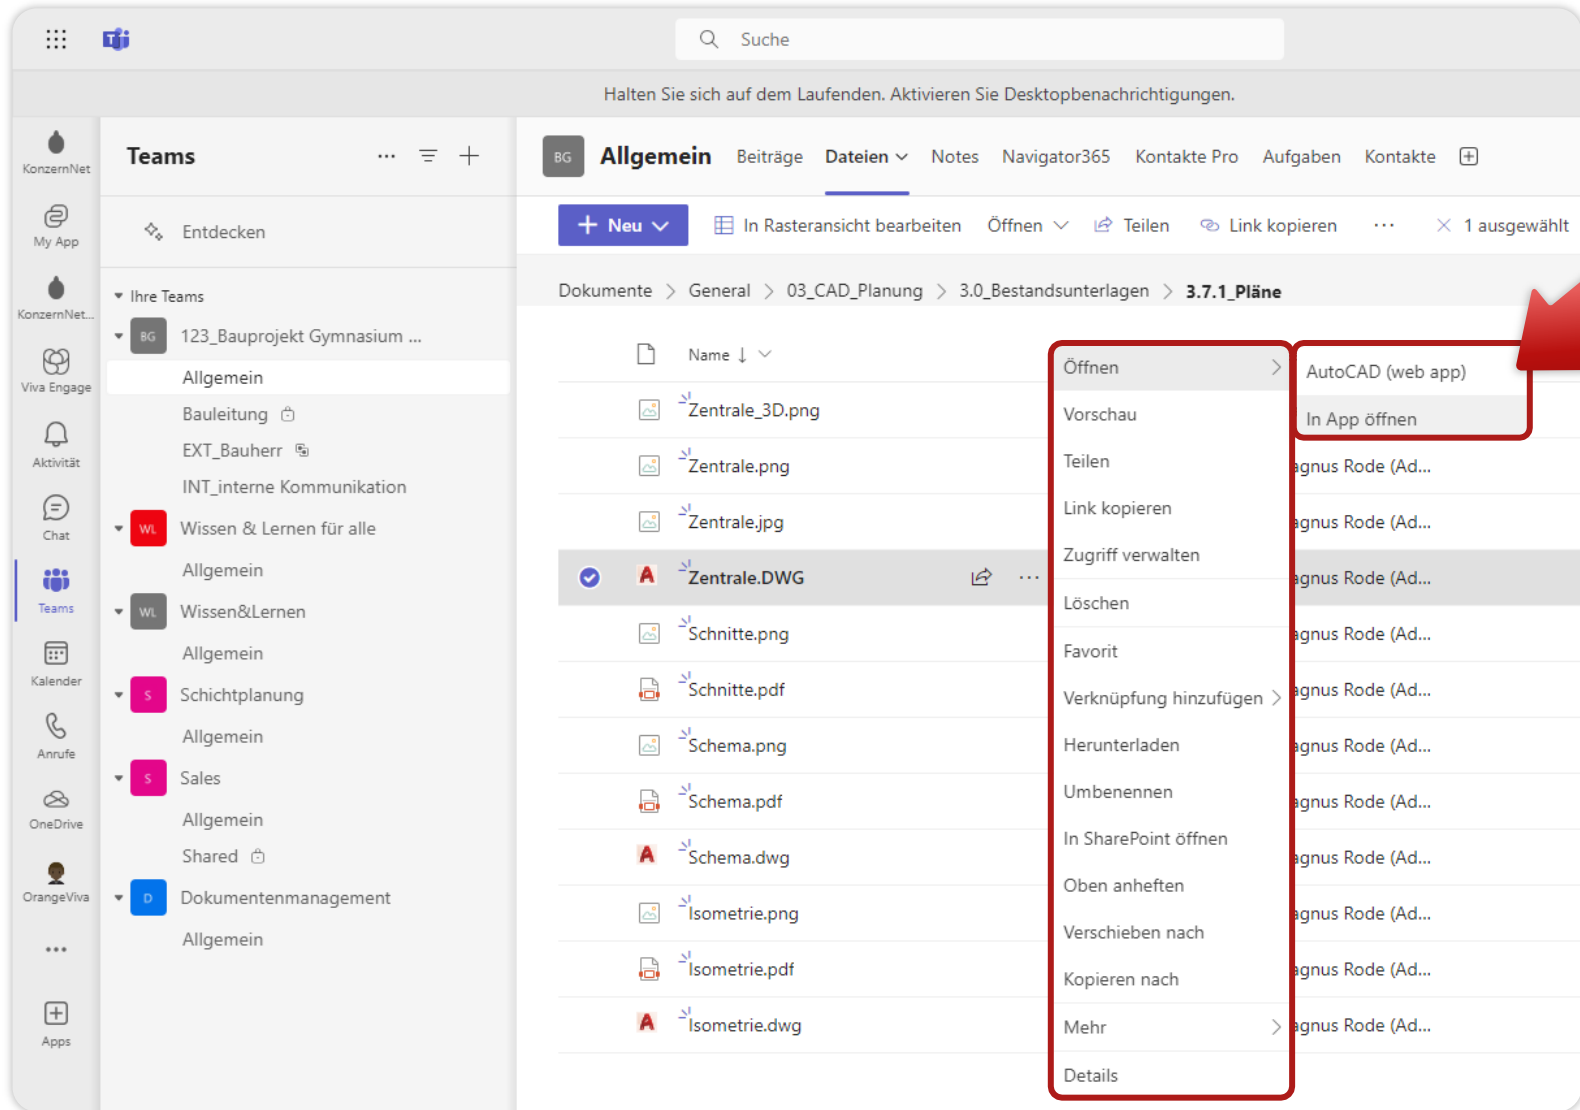 Suche
Halten Sie sich auf dem Laufenden. Aktivieren Sie Desktopbenachrichtigungen.
KonzernNet
My App
KonzernNet...
Viva Engage
Aktivität
Chat
Teams
Kalender
Anrufe
OneDrive
OrangeViva
Apps
Teams
Entdecken
Ihre Teams
BG 123_Bauprojekt Gymnasium ...
Allgemein
Bauleitung
EXT_Bauherr
INT_interne Kommunikation
WL Wissen & Lernen für alle
Allgemein
WL Wissen&Lernen
Allgemein
S Schichtplanung
Allgemein
S Sales
Allgemein
Shared
D Dokumentenmanagement
Allgemein
BG Allgemein Beiträge Dateien Notes Navigator365 Kontakte Pro Aufgaben Kontakte
+ Neu In Rasteransicht bearbeiten Öffnen Teilen Link kopieren ... 1 ausgewählt
Dokumente > General > 03_CAD_Planung > 3.0_Bestandsunterlagen > 3.7.1_Pläne
Name ↓
Zentrale_3D.png
Zentrale.png agnus Rode (Ad...
Zentrale.jpg agnus Rode (Ad...
Zentrale.DWG ... agnus Rode (Ad...
Schnitte.png agnus Rode (Ad...
Schnitte.pdf agnus Rode (Ad...
Schema.png agnus Rode (Ad...
Schema.pdf agnus Rode (Ad...
Schema.dwg agnus Rode (Ad...
Isometrie.png agnus Rode (Ad...
Isometrie.pdf agnus Rode (Ad...
Isometrie.dwg agnus Rode (Ad...
Öffnen
Vorschau
Teilen
Link kopieren
Zugriff verwalten
Löschen
Favorit
Verknüpfung hinzufügen
Herunterladen
Umbenennen
In SharePoint öffnen
Oben anheften
Verschieben nach
Kopieren nach
Mehr
Details
AutoCAD (web app)
In App öffnen